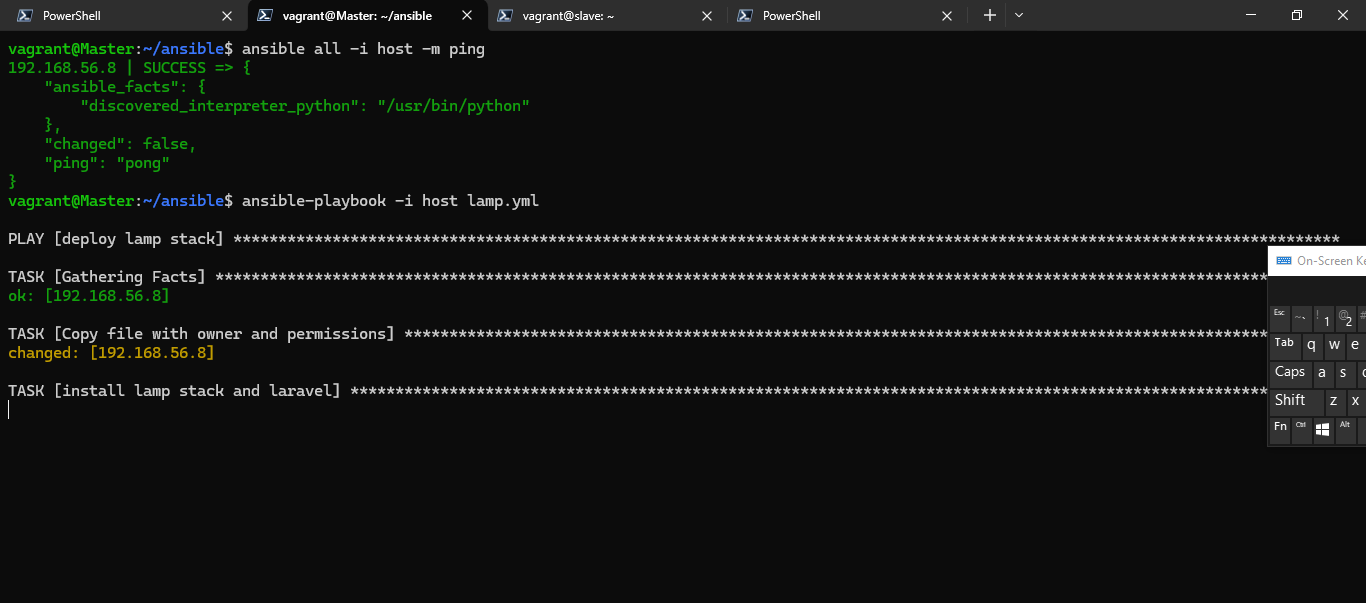 PowerShell
vagrant@Master: ~/ansible
vagrant@slave: ~
PowerShell
vagrant@Master:~/ansible$ ansible all -i host -m ping
192.168.56.8 | SUCCESS => {
    "ansible_facts": {
        "discovered_interpreter_python": "/usr/bin/python"
    },
    "changed": false,
    "ping": "pong"
}
vagrant@Master:~/ansible$ ansible-playbook -i host lamp.yml
PLAY [deploy lamp stack] ***************************************************************************************************************************
TASK [Gathering Facts] *********************************************************************************************************************
ok: [192.168.56.8]
TASK [Copy file with owner and permissions] ************************************************************************************************
changed: [192.168.56.8]
TASK [install lamp stack and laravel] ******************************************************************************************************
On-Screen Ke
Esc ~ ` ! 1 @ 2 #
Tab q w e
Caps a s
Shift z x
Fn Ctrl Alt